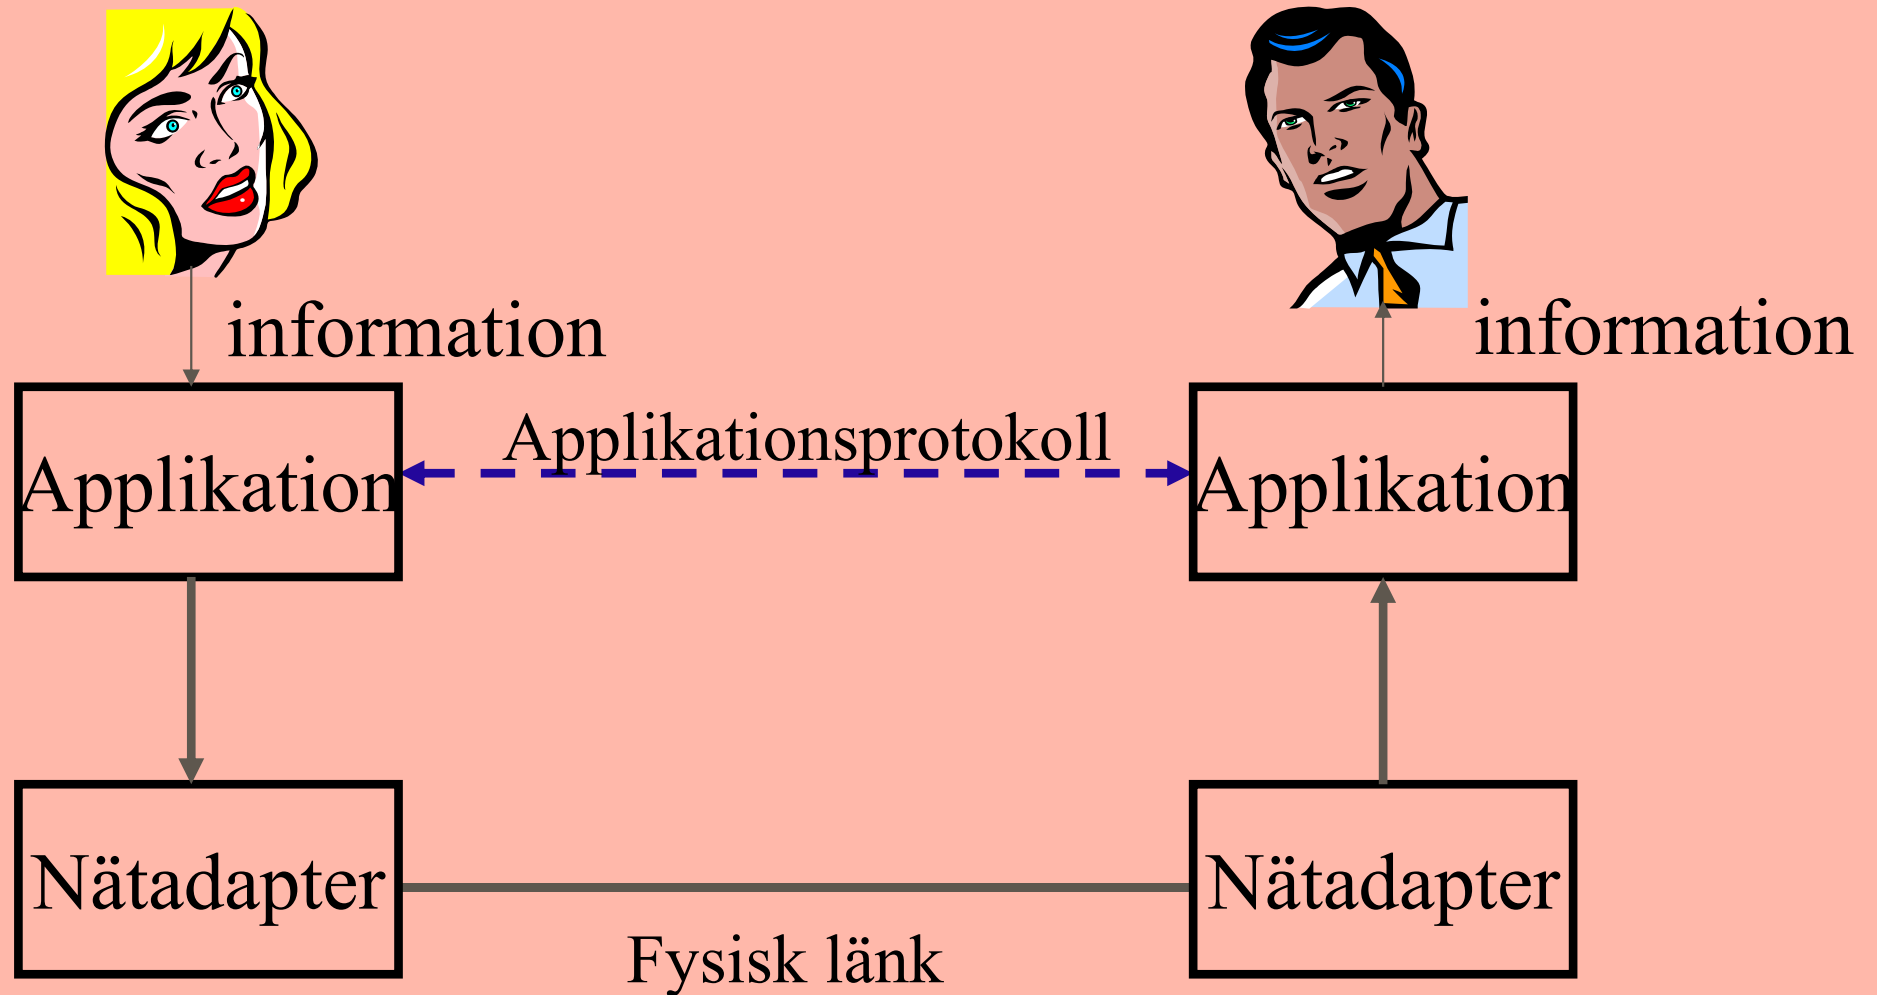 information
information
Applikationsprotokoll
Applikation
Applikation
Nätadapter
Nätadapter
Fysisk länk